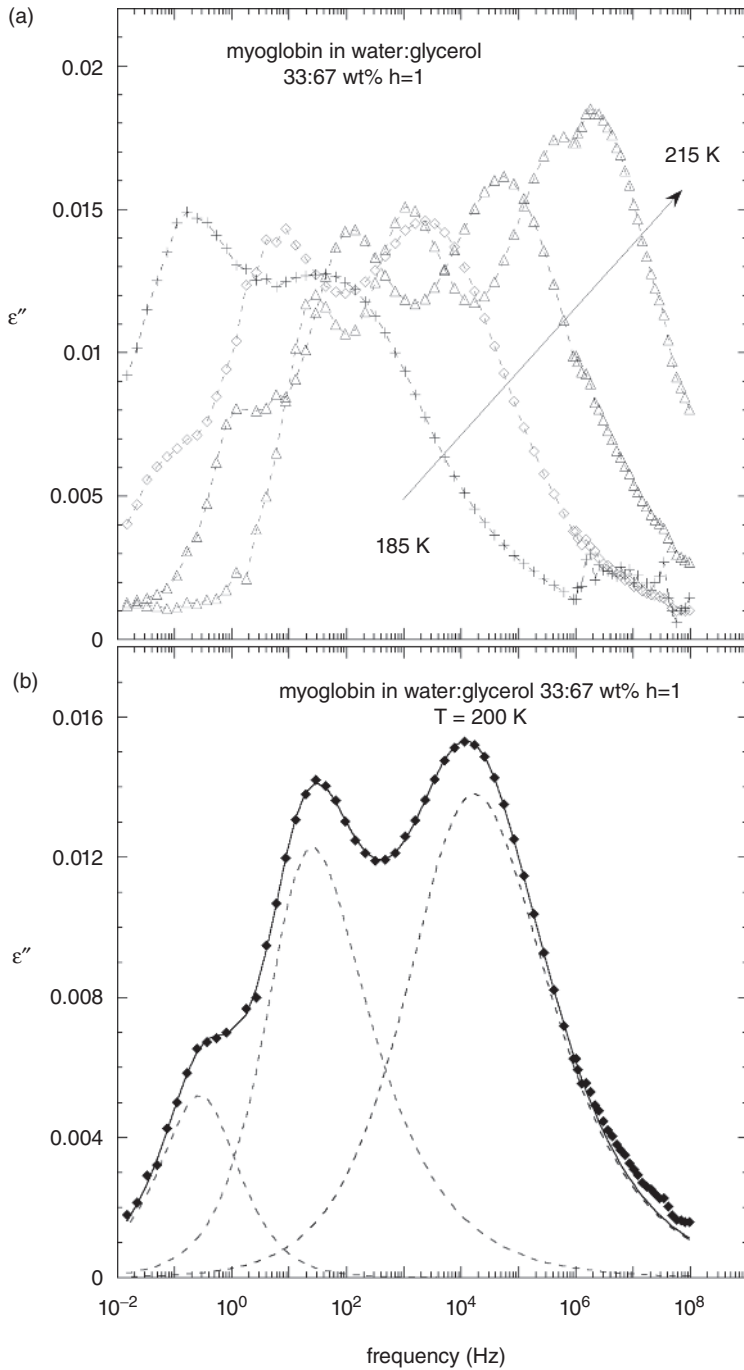 (a)
myoglobin in water:glycerol
33:67 wt% h=1
0.02
0.015
0.01
0.005
0
ε″
215 K
185 K
(b)
myoglobin in water:glycerol 33:67 wt% h=1
T = 200 K
0.016
0.012
0.008
0.004
0
ε″
10⁻² 10⁰ 10² 10⁴ 10⁶ 10⁸
frequency (Hz)